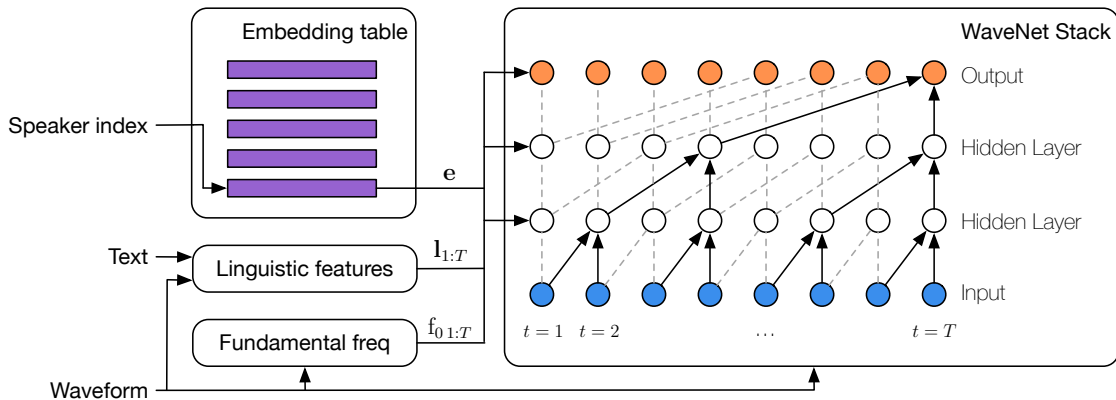 Embedding table
WaveNet Stack
Output
Speaker index
Hidden Layer
e
Hidden Layer
Text
Linguistic features
l1:T
Input
Fundamental freq
f0 1:T
t = 1
t = 2
...
t = T
Waveform